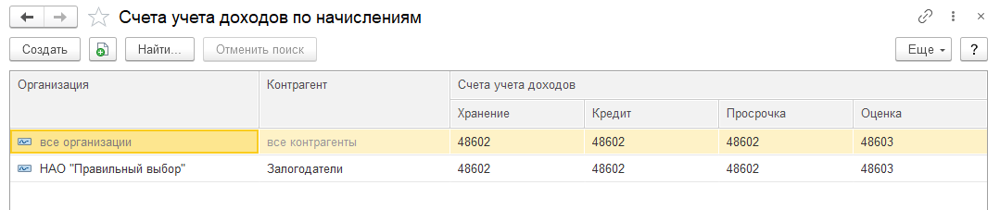 Счета учета доходов по начислениям
Создать Найти... Отменить поиск Еще ?
Организация Контрагент Счета учета доходов
Хранение Кредит Просрочка Оценка
все организации все контрагенты 48602 48602 48602 48603
НАО "Правильный выбор" Залогодатели 48602 48602 48602 48603